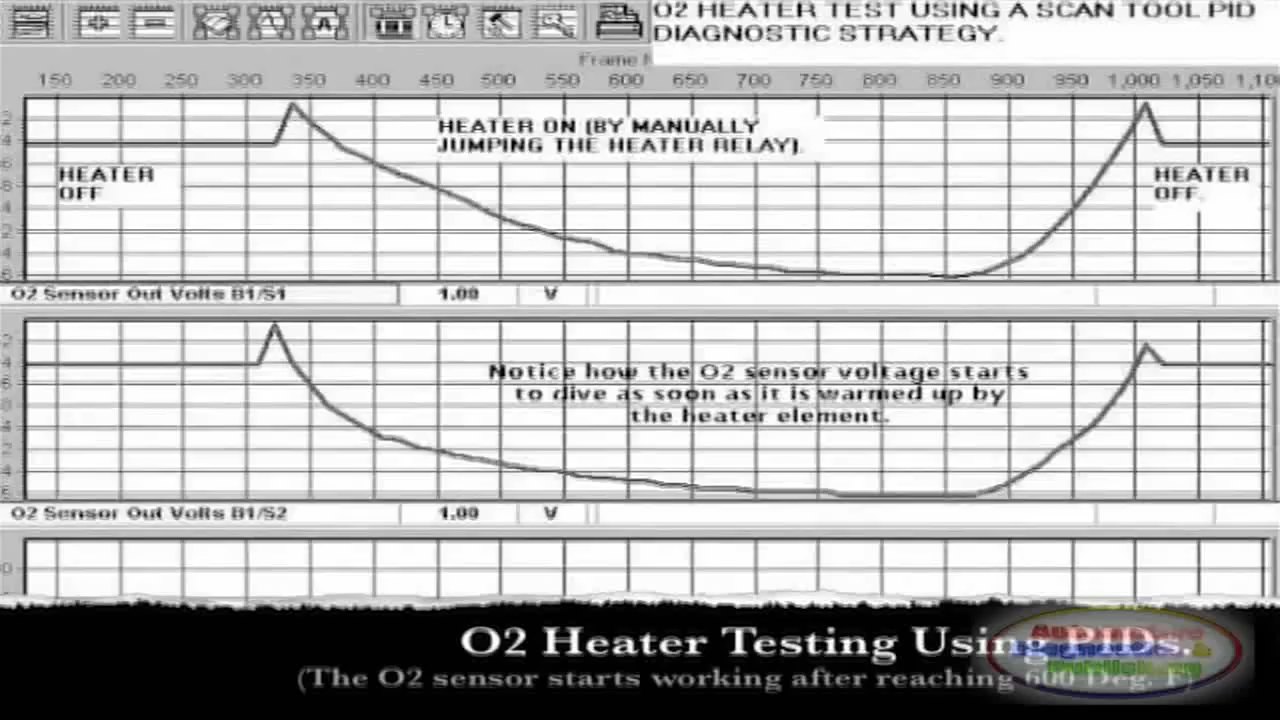 O2 HEATER TEST USING A SCAN TOOL PID
DIAGNOSTIC STRATEGY.
Frame
150 200 250 300 350 400 450 500 550 600 650 700 750 800 850 900 950 1,000 1,050 1,10
HEATER ON (BY MANUALLY
JUMPING THE HEATER RELAY).
HEATER
OFF
HEATER
OFF.
O2 Sensor Out Volts B1/S1 1.00 V
Notice how the O2 sensor voltage starts
to dive as soon as it is warmed up by
the heater element.
O2 Sensor Out Volts B1/S2 1.00 V
O2 Heater Testing Using PIDs.
(The O2 sensor starts working after reaching 600 Deg. F)